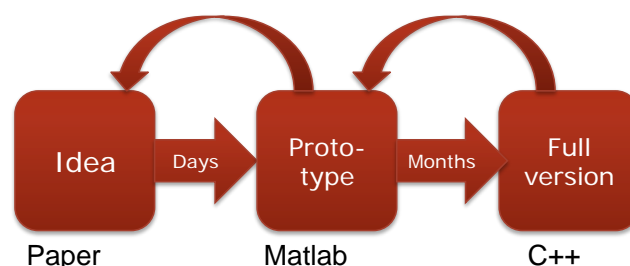 Idea
Days
Proto-
type
Months
Full
version
Paper
Matlab
C++